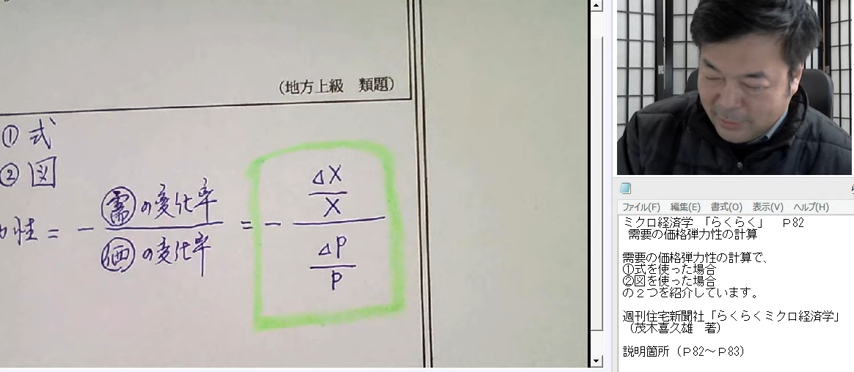 (地方上級 類題)
① 式
② 図
性 = - 需の変化率 / 価の変化率 = - ΔX/X / ΔP/P
ファイル(F) 編集(E) 書式(O) 表示(V) ヘルプ(H)
ミクロ経済学 「らくらく」 P82
需要の価格弾力性の計算
需要の価格弾力性の計算で、
①式を使った場合
②図を使った場合
の2つを紹介しています。
週刊住宅新聞社「らくらくミクロ経済学」
(茂木喜久雄 著)
説明箇所(P82～P83)